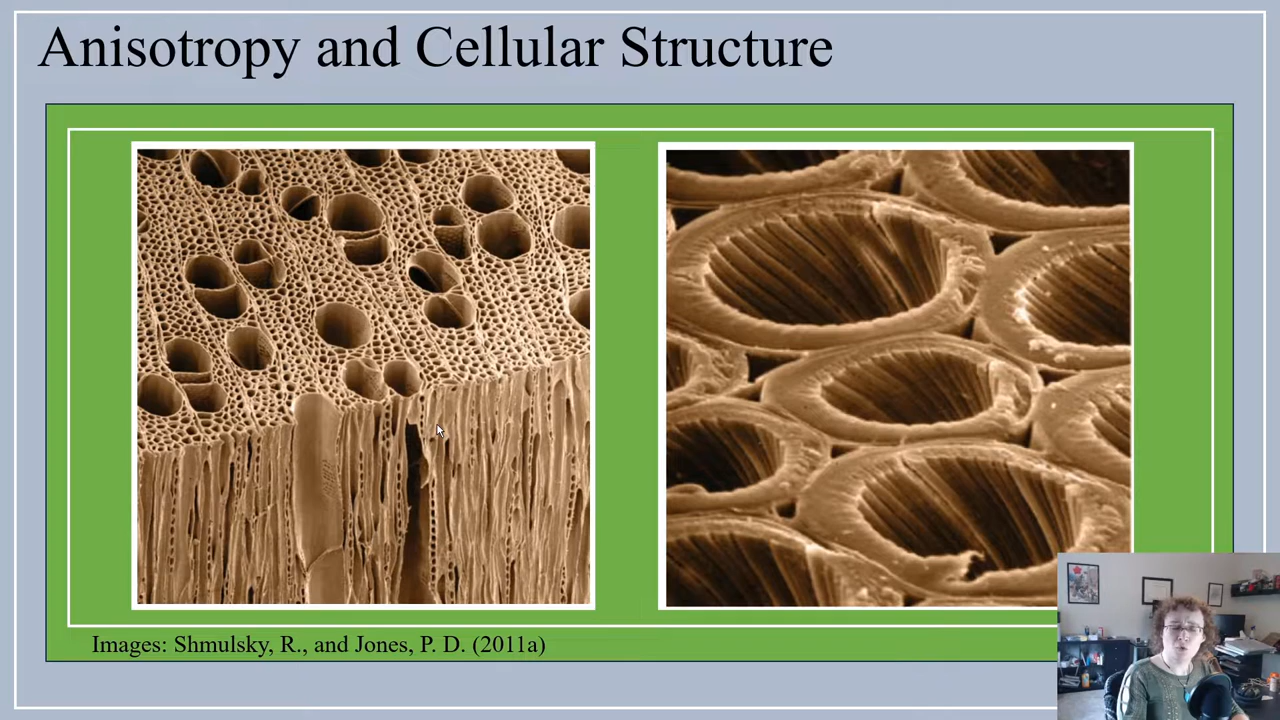 Anisotropy and Cellular Structure
Images: Shmulsky, R., and Jones, P. D. (2011a)